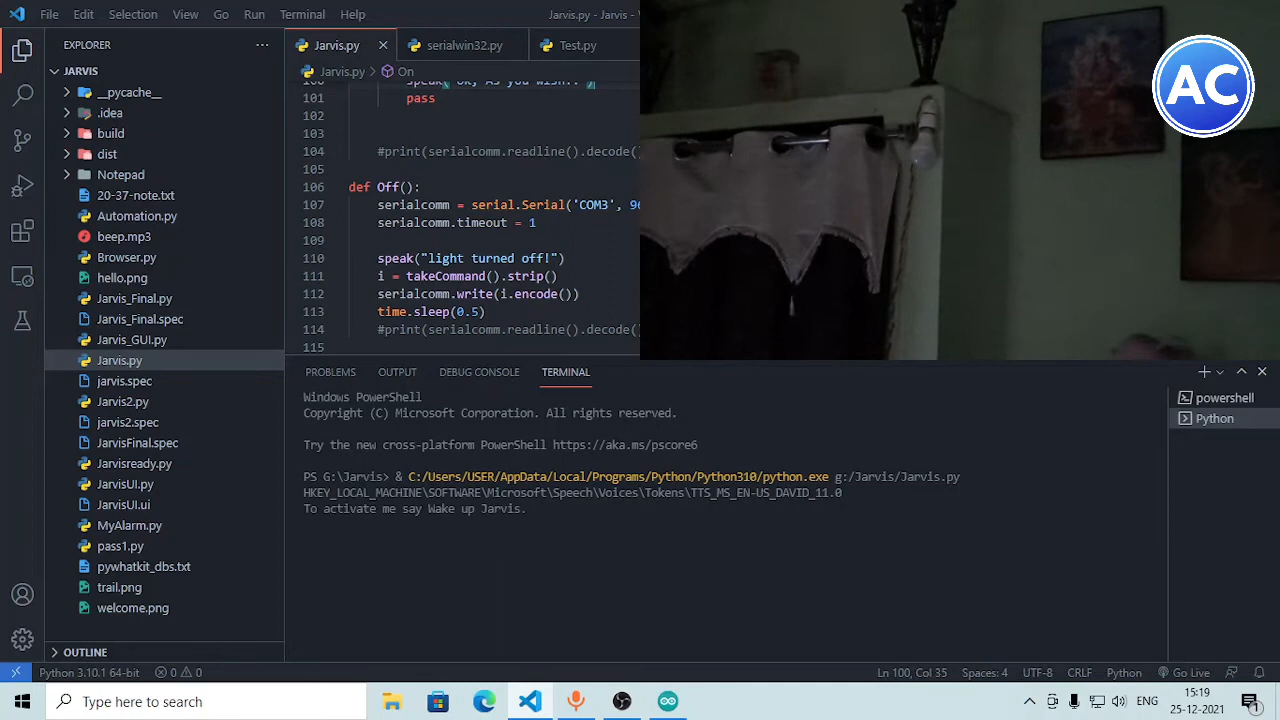 File Edit Selection View Go Run Terminal Help Jarvis.py - Jarvis -
EXPLORER
JARVIS
__pycache__
.idea
build
dist
Notepad
20-37-note.txt
Automation.py
beep.mp3
Browser.py
hello.png
Jarvis_Final.py
Jarvis_Final.spec
Jarvis_GUI.py
Jarvis.py
jarvis.spec
Jarvis2.py
jarvis2.spec
JarvisFinal.spec
Jarvisready.py
JarvisUI.py
JarvisUI.ui
MyAlarm.py
pass1.py
pywhatkit_dbs.txt
trail.png
welcome.png
OUTLINE
Jarvis.py serialwin32.py Test.py
Jarvis.py > On
101 pass
102
103
104 #print(serialcomm.readline().decode(
105
106 def Off():
107 serialcomm = serial.Serial('COM3', 96
108 serialcomm.timeout = 1
109
110 speak("light turned off!")
111 i = takeCommand().strip()
112 serialcomm.write(i.encode())
113 time.sleep(0.5)
114 #print(serialcomm.readline().decode(
115
AC
PROBLEMS OUTPUT DEBUG CONSOLE TERMINAL
Windows PowerShell
Copyright (C) Microsoft Corporation. All rights reserved.
Try the new cross-platform PowerShell https://aka.ms/pscore6
PS G:\Jarvis> & C:/Users/USER/AppData/Local/Programs/Python/Python310/python.exe g:/Jarvis/Jarvis.py
HKEY_LOCAL_MACHINE\SOFTWARE\Microsoft\Speech\Voices\Tokens\TTS_MS_EN-US_DAVID_11.0
To activate me say Wake up Jarvis.
powershell
Python
Python 3.10.1 64-bit 0 0 Ln 100, Col 35 Spaces: 4 UTF-8 CRLF Python Go Live
Type here to search
ENG
15:19
25-12-2021
1